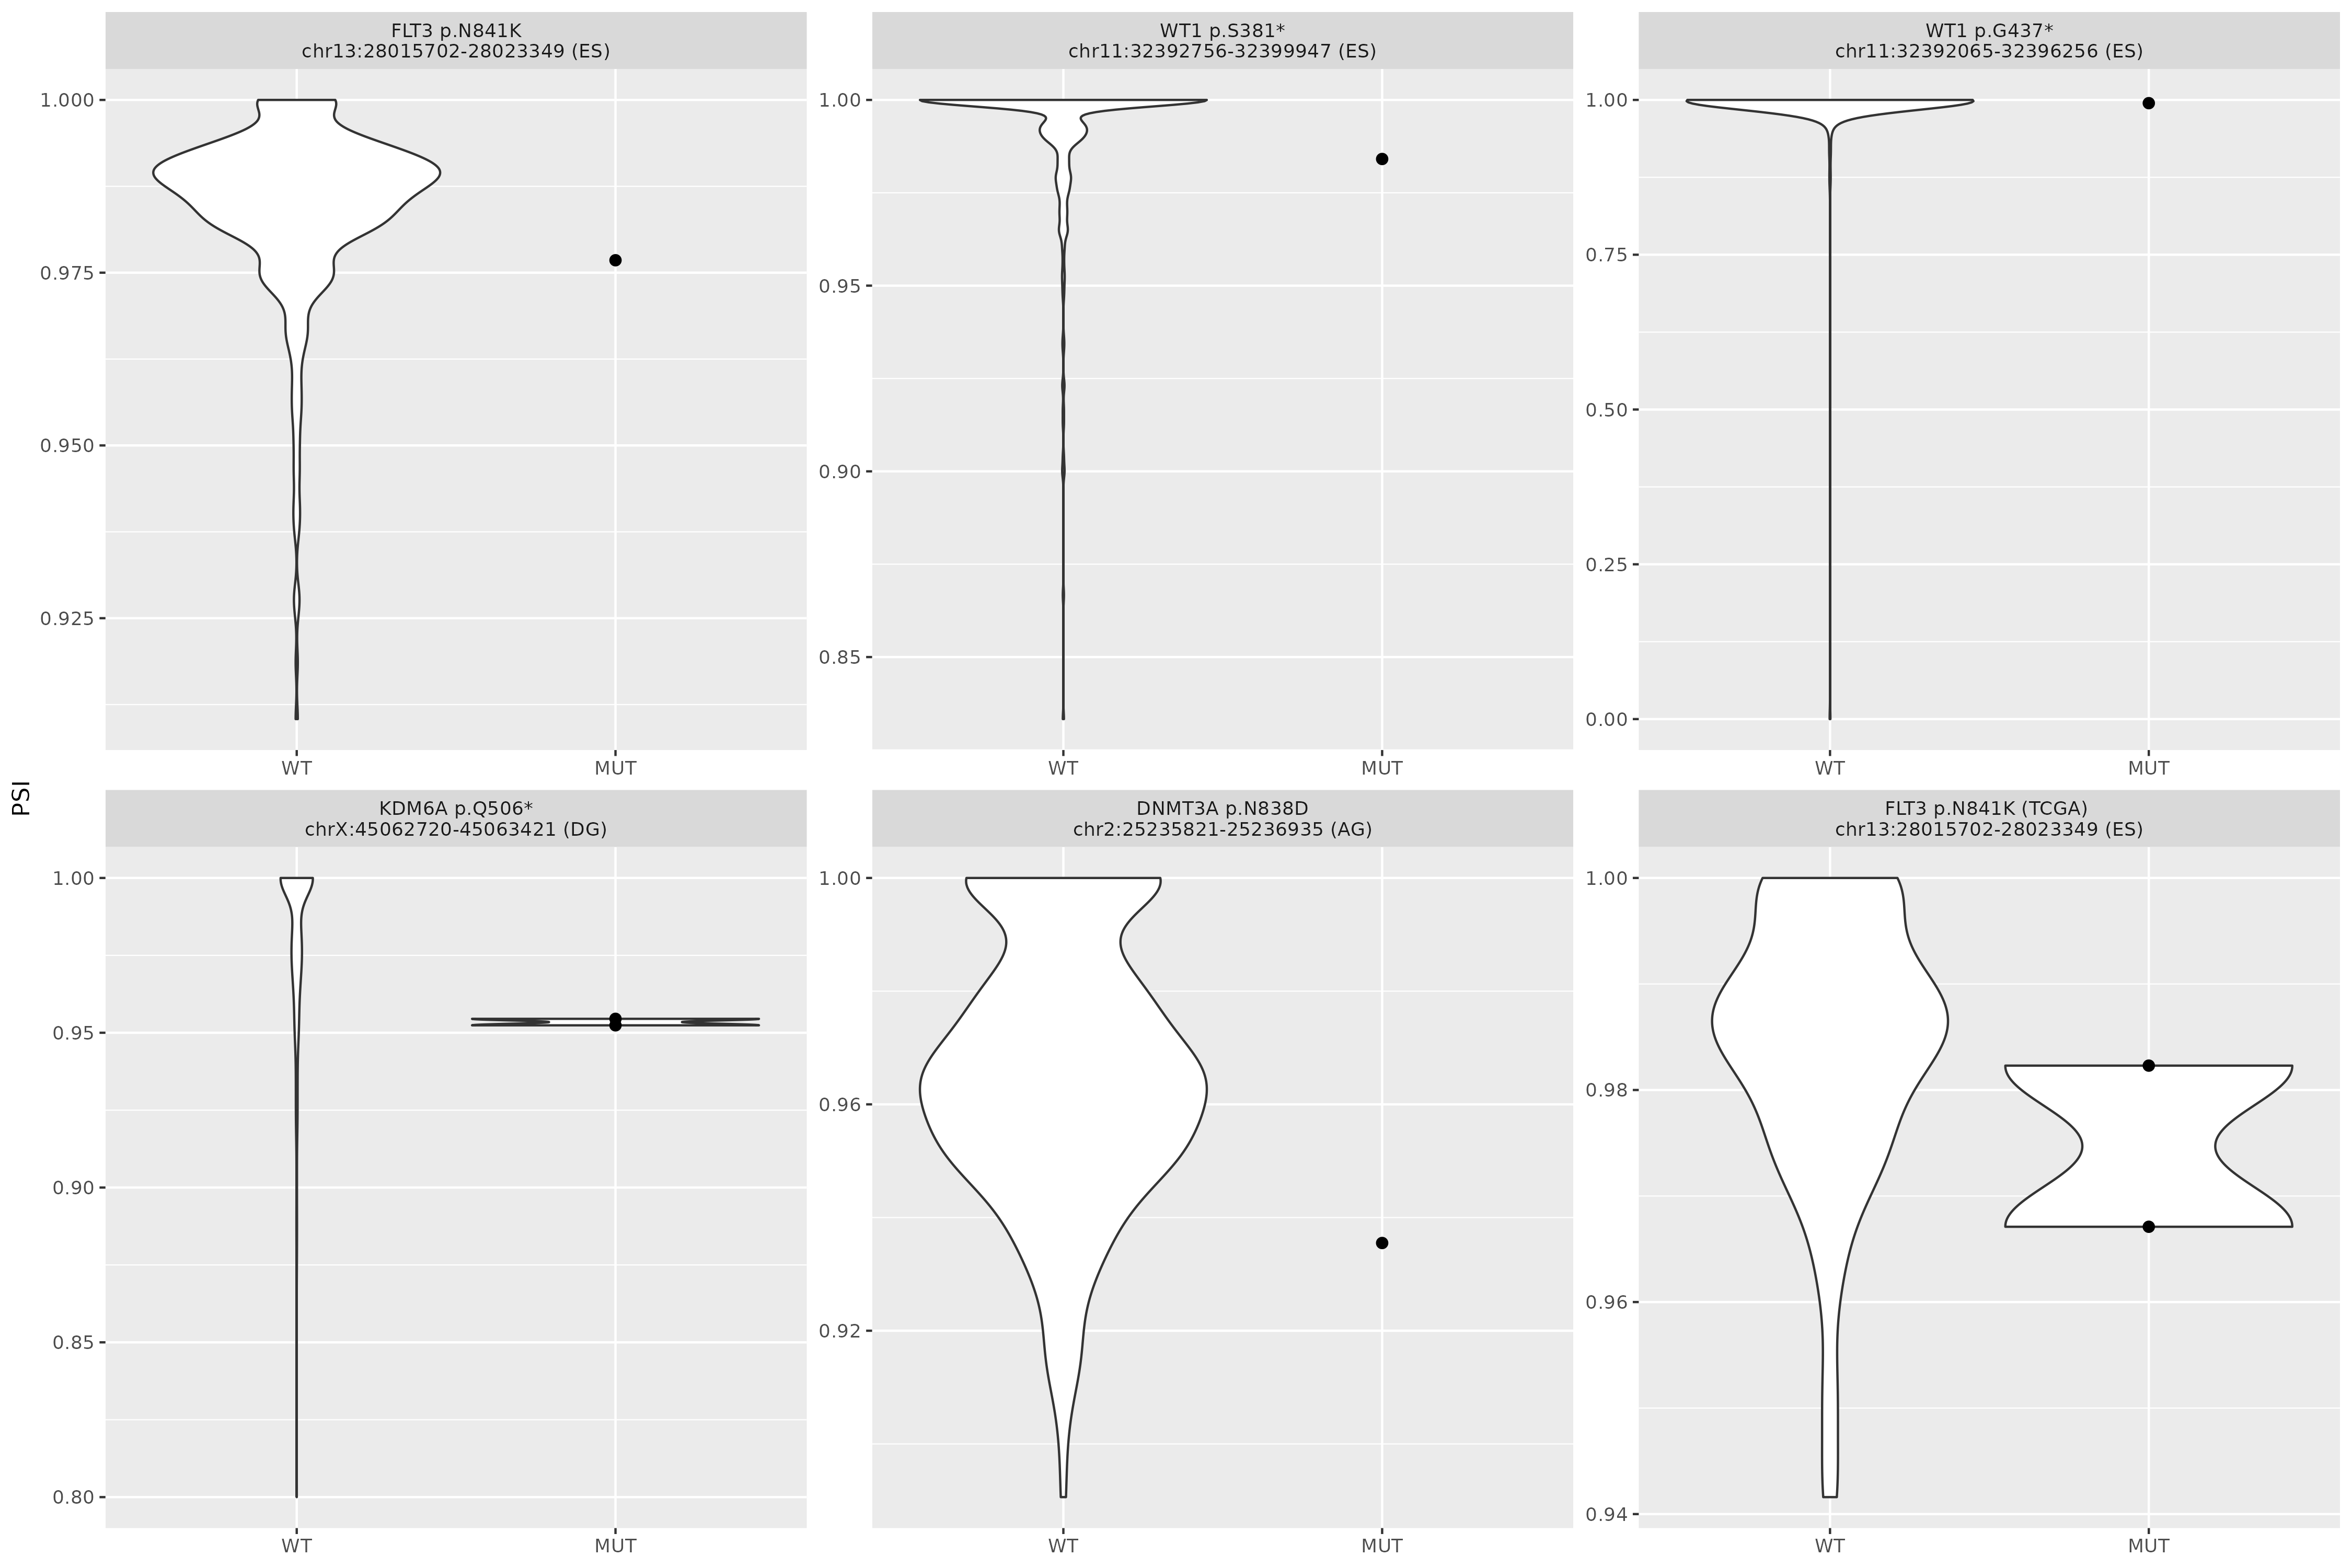 FLT3 p.N841K
chr13:28015702-28023349 (ES)
WT1 p.S381*
chr11:32392756-32399947 (ES)
WT1 p.G437*
chr11:32392065-32396256 (ES)
1.000
0.975
0.950
0.925
WT
MUT
1.00
0.95
0.90
0.85
WT
MUT
1.00
0.75
0.50
0.25
0.00
WT
MUT
PSI
KDM6A p.Q506*
chrX:45062720-45063421 (DG)
DNMT3A p.N838D
chr2:25235821-25236935 (AG)
FLT3 p.N841K (TCGA)
chr13:28015702-28023349 (ES)
1.00
0.95
0.90
0.85
0.80
WT
MUT
1.00
0.96
0.92
WT
MUT
1.00
0.98
0.96
0.94
WT
MUT